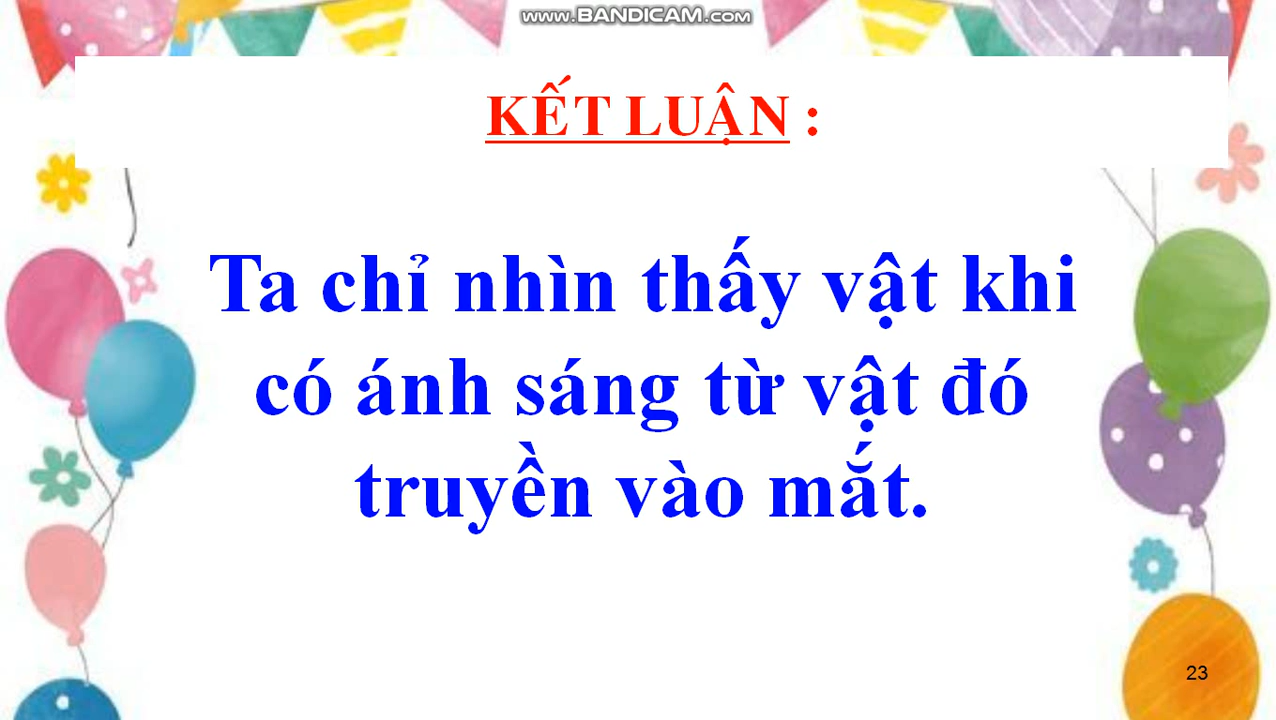 www.BANDICAM.com
KẾT LUẬN :
Ta chỉ nhìn thấy vật khi
có ánh sáng từ vật đó
truyền vào mắt.
23